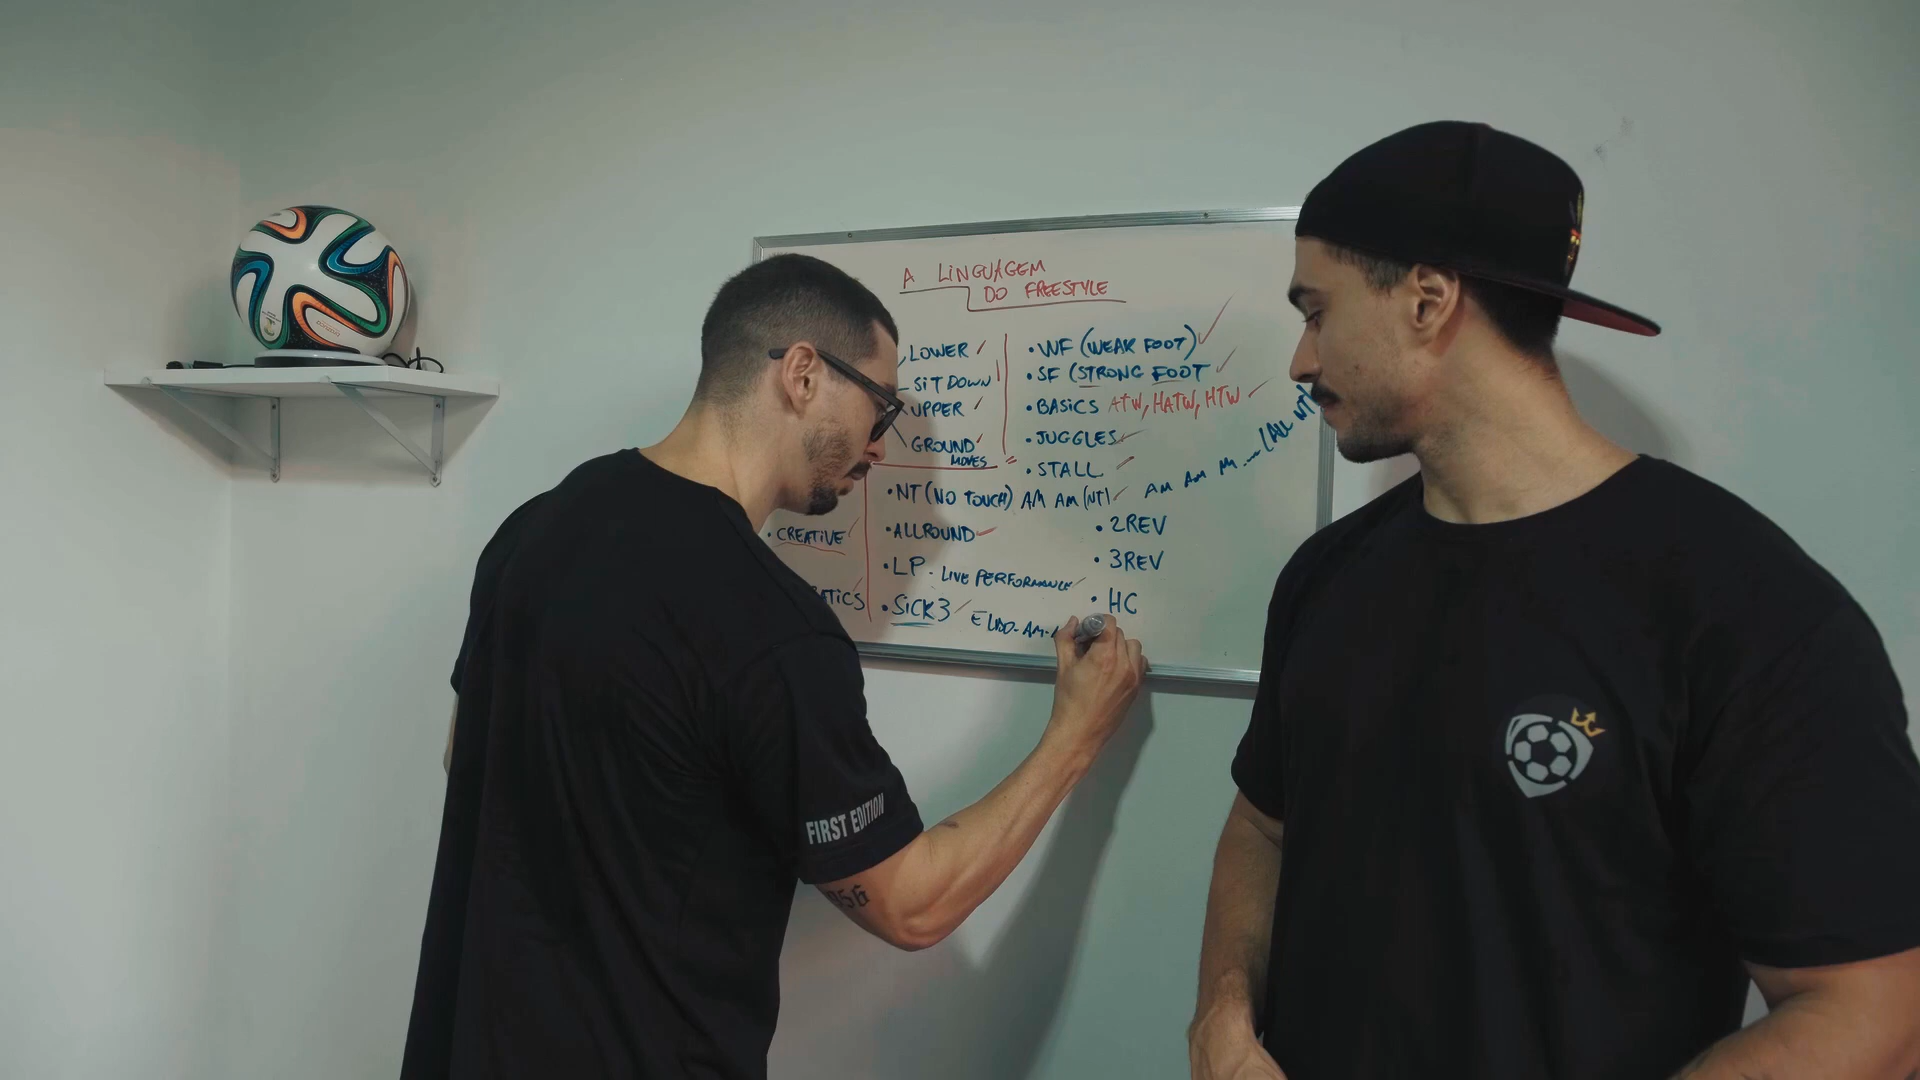 A LINGUAGEM
DO FREESTYLE
LOWER
SIT DOWN
UPPER
GROUND
MOVES
• WF (WEAK FOOT)
• SF (STRONG FOOT
• BASICS ATW, HATW, HTW
• JUGGLES
• STALL
• NT (NO TOUCH) AM AM (NT)
AM AM M... (ALL NT
• ALLROUND
• LP - LIVE PERFORMANCE
• SICK3
• 2REV
• 3REV
• HC
• CREATIVE
FIRST EDITION